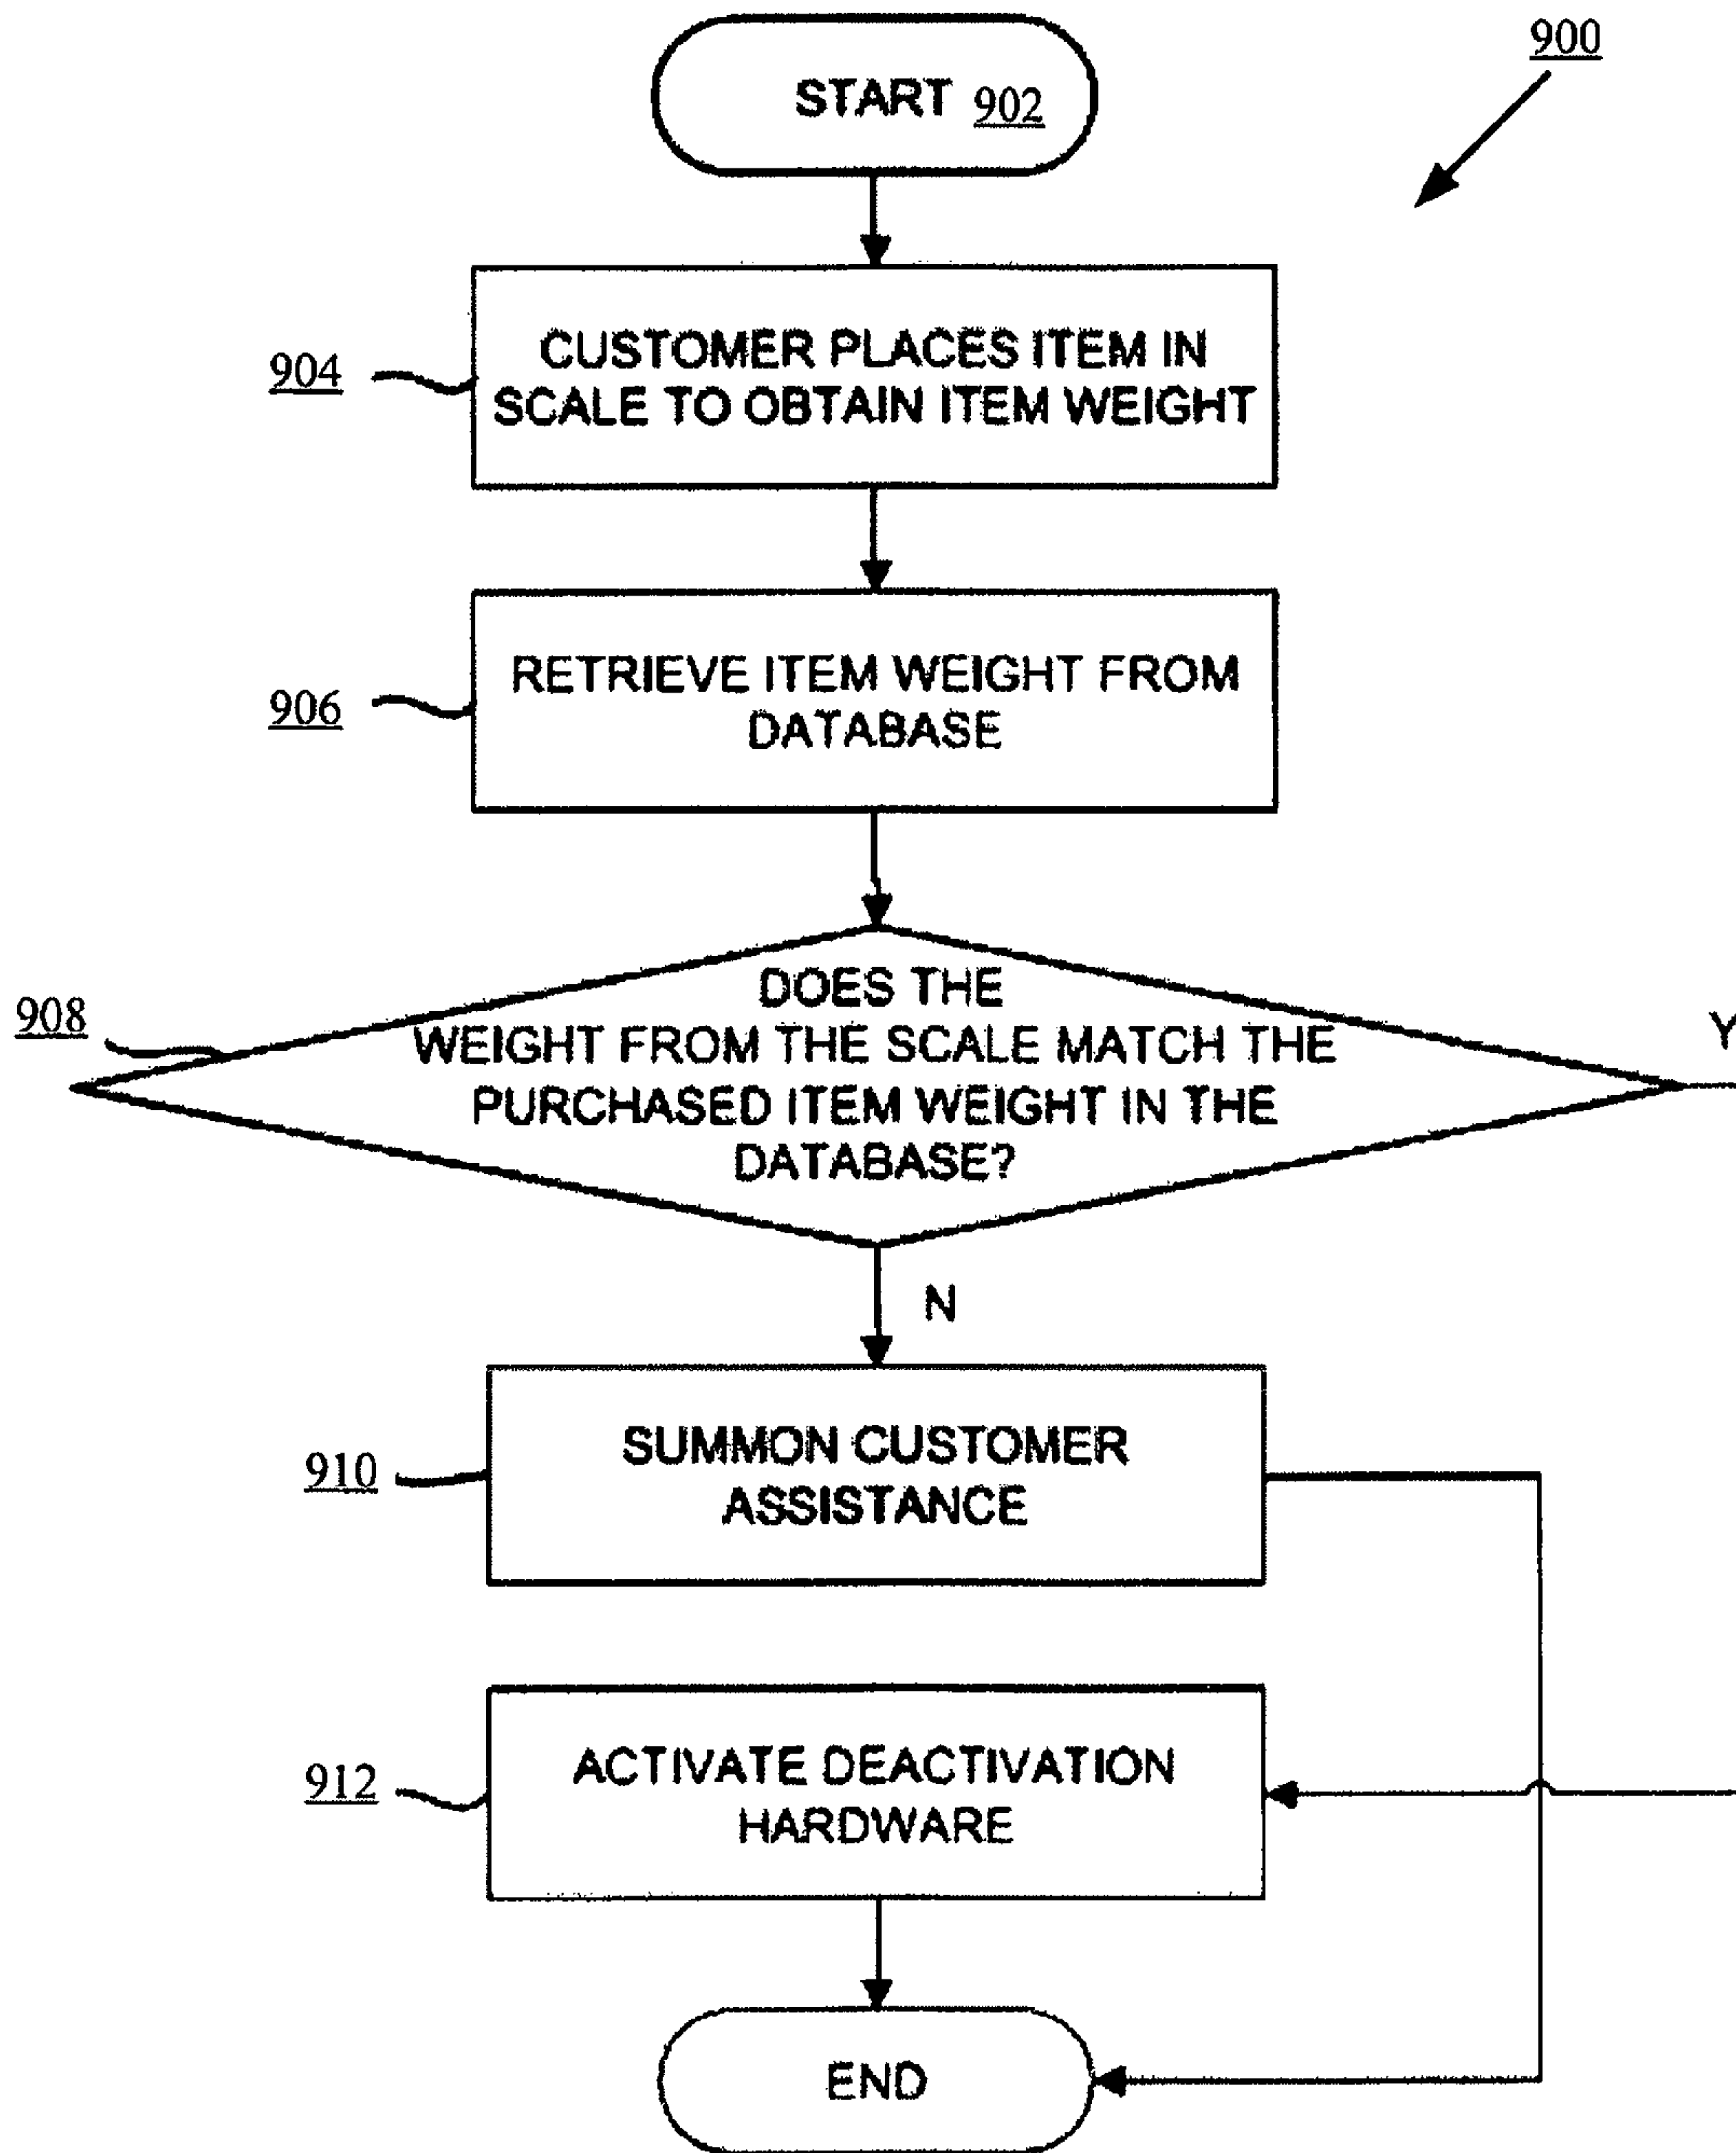 900
START 902
904
CUSTOMER PLACES ITEM IN
SCALE TO OBTAIN ITEM WEIGHT
906
RETRIEVE ITEM WEIGHT FROM
DATABASE
908
DOES THE
WEIGHT FROM THE SCALE MATCH THE
PURCHASED ITEM WEIGHT IN THE
DATABASE?
Y
N
910
SUMMON CUSTOMER
ASSISTANCE
912
ACTIVATE DEACTIVATION
HARDWARE
END